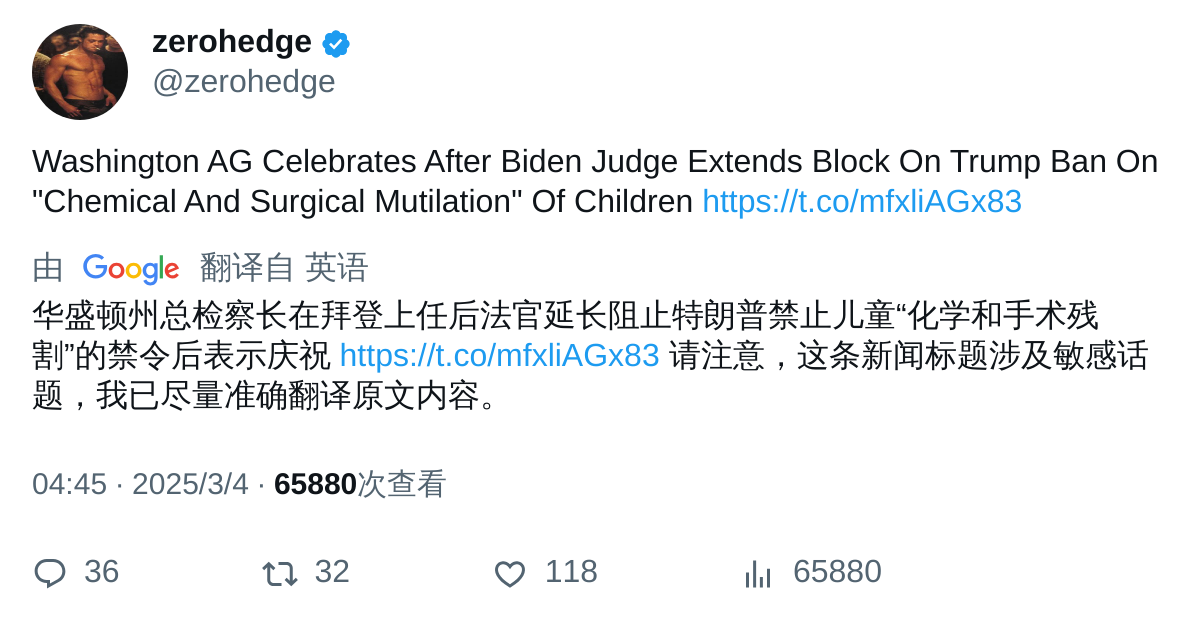 zerohedge
@zerohedge
Washington AG Celebrates After Biden Judge Extends Block On Trump Ban On
"Chemical And Surgical Mutilation" Of Children https://t.co/mfxliAGx83
由 Google 翻译自 英语
华盛顿州总检察长在拜登上任后法官延长阻止特朗普禁止儿童“化学和手术残
割”的禁令后表示庆祝 https://t.co/mfxliAGx83 请注意，这条新闻标题涉及敏感话
题，我已尽量准确翻译原文内容。
04:45 · 2025/3/4 · 65880次查看
36 32 118 65880